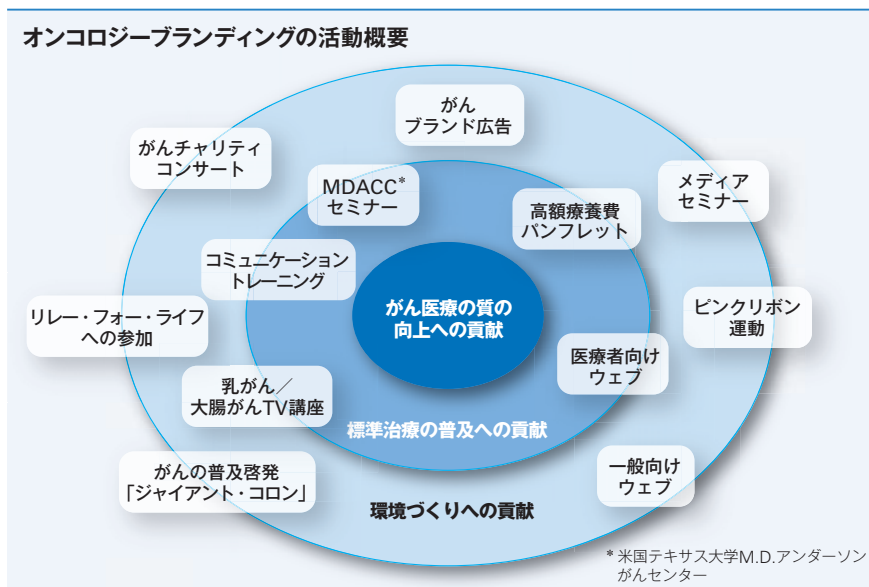 オンコロジーブランディングの活動概要
がん
ブランド広告
がんチャリティ
コンサート
MDACC*
セミナー
メディア
セミナー
高額療養費
パンフレット
コミュニケーション
トレーニング
がん医療の質の
向上への貢献
リレー・フォー・ライフ
への参加
ピンクリボン
運動
医療者向け
ウェブ
乳がん／
大腸がんTV講座
標準治療の普及への貢献
がんの普及啓発
「ジャイアント・コロン」
一般向け
ウェブ
環境づくりへの貢献
* 米国テキサス大学M.D.アンダーソン
がんセンター